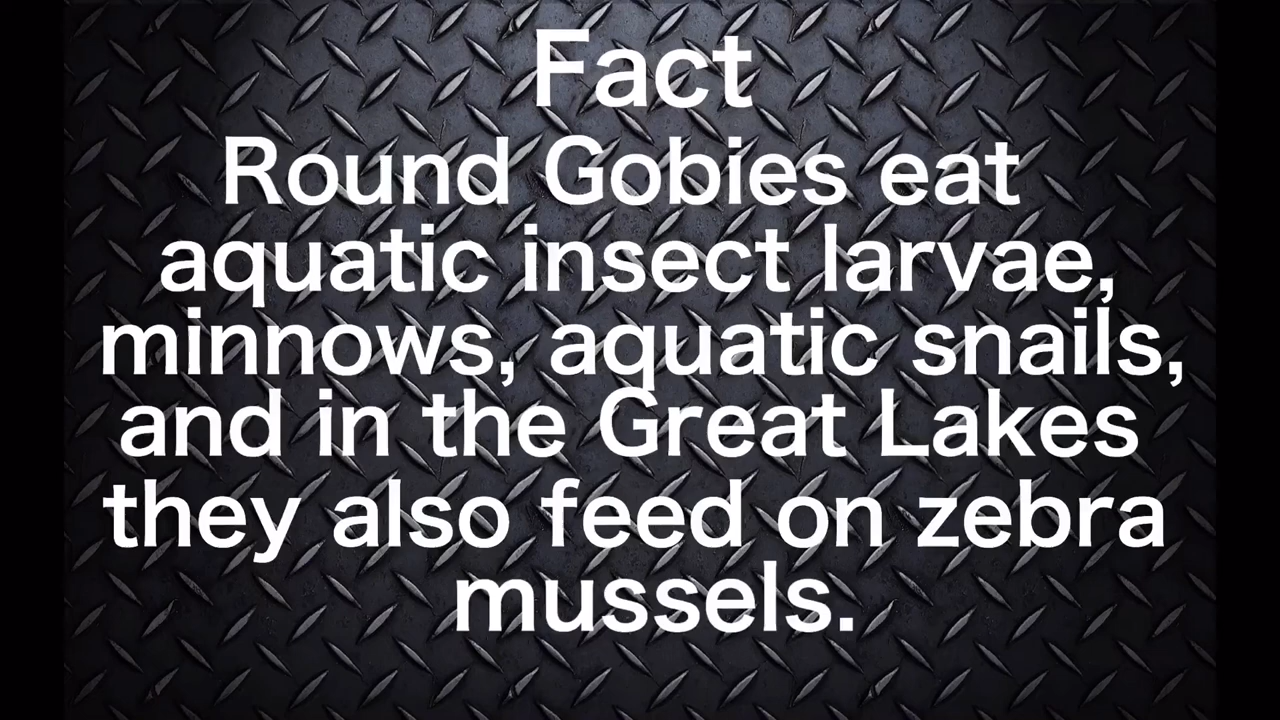 Fact
Round Gobies eat
aquatic insect larvae,
minnows, aquatic snails,
and in the Great Lakes
they also feed on zebra
mussels.